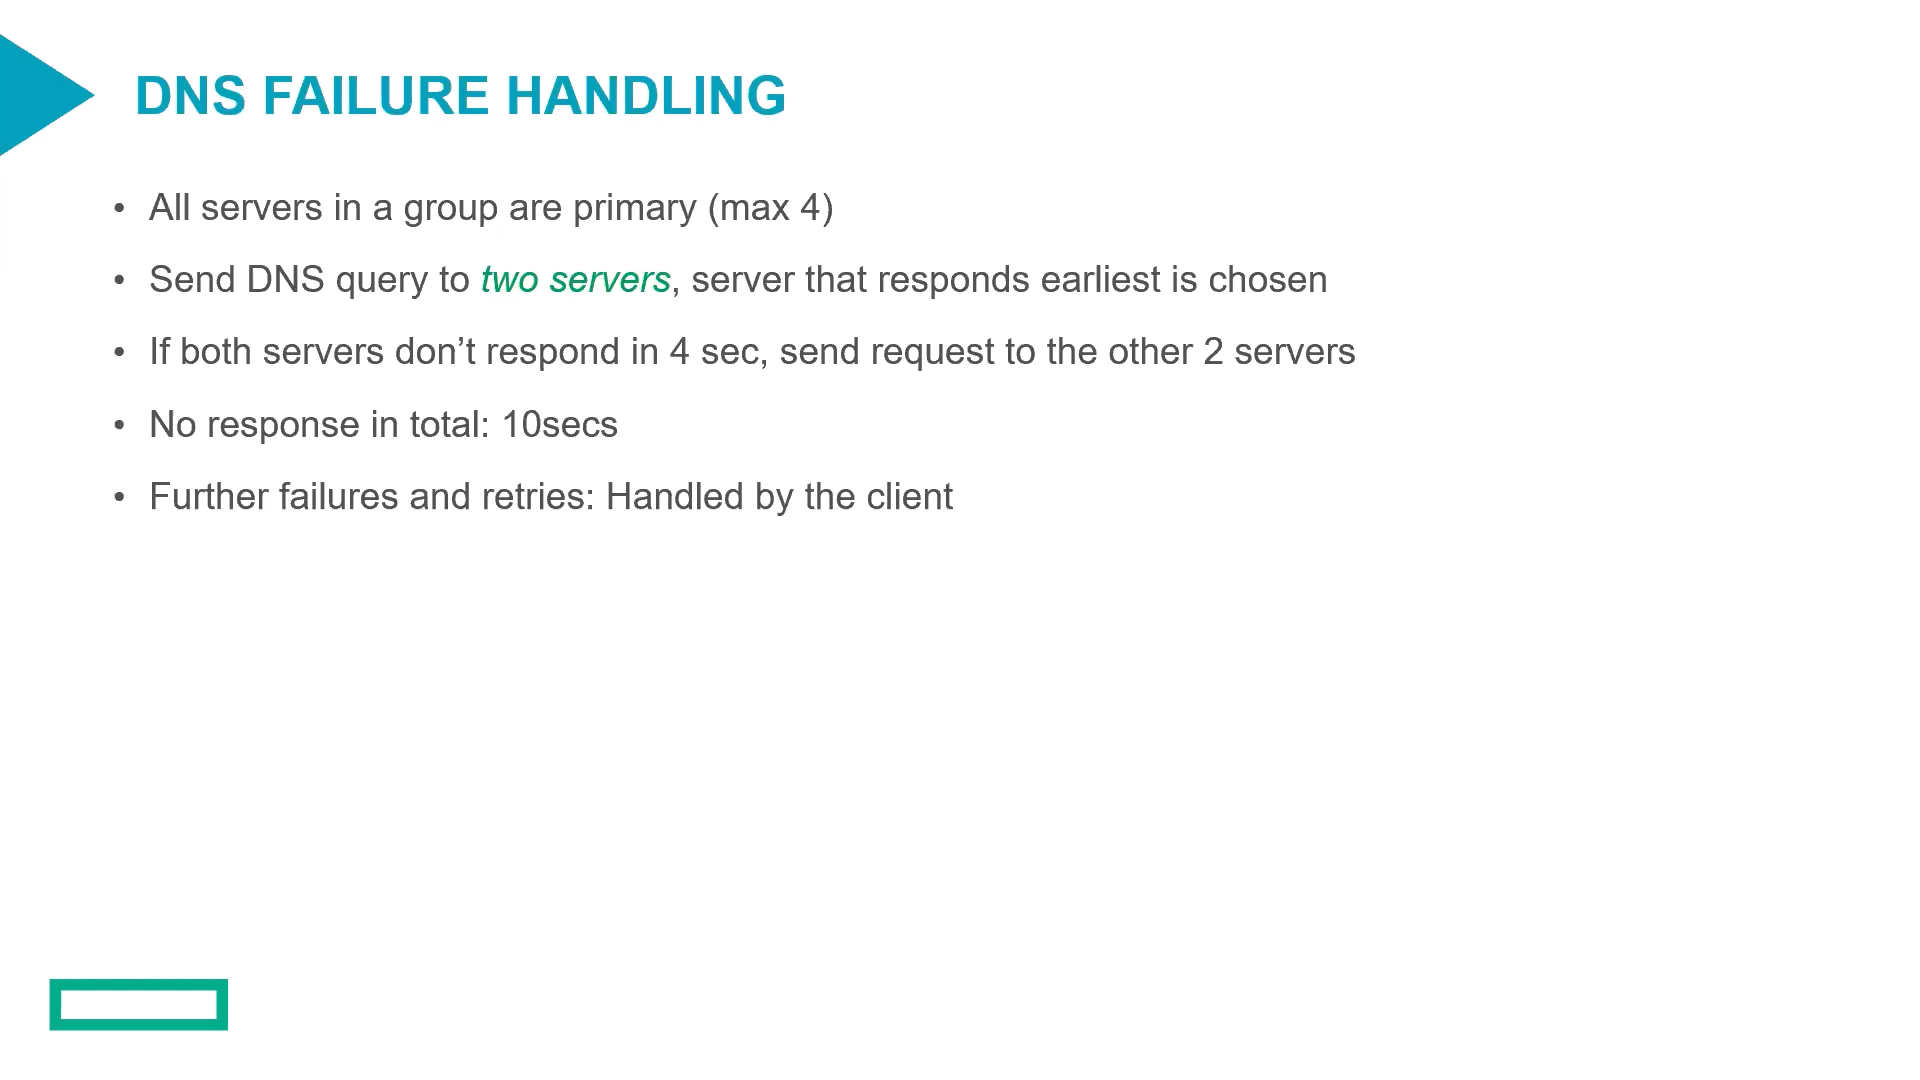 DNS FAILURE HANDLING
• All servers in a group are primary (max 4)
• Send DNS query to two servers, server that responds earliest is chosen
• If both servers don’t respond in 4 sec, send request to the other 2 servers
• No response in total: 10secs
• Further failures and retries: Handled by the client